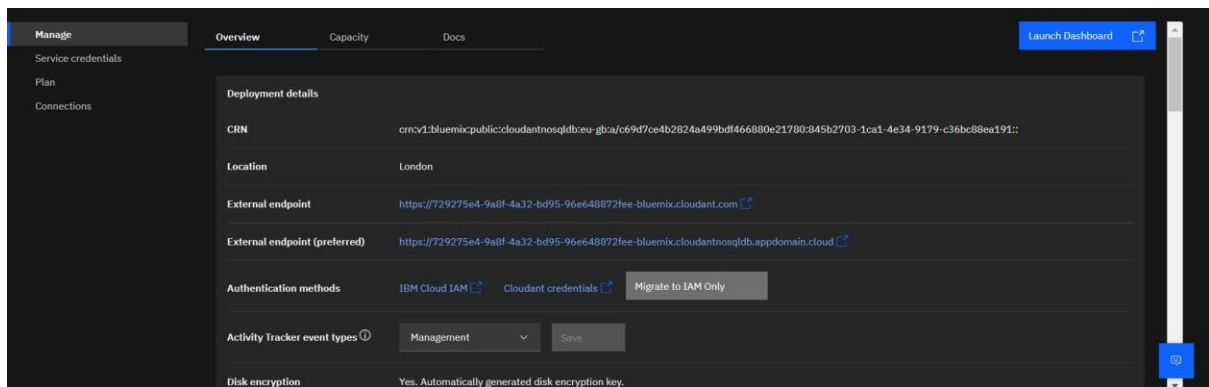 Manage
Service credentials
Plan
Connections
Overview Capacity Docs
Launch Dashboard
Deployment details
CRN crn:v1:bluemix:public:cloudantnosqldb:eu-gb:a/c69d7ce4b2824a499bdf466880e21780:845b2703-1ca1-4e34-9179-c36bc88ea191::
Location London
External endpoint https://729275e4-9a8f-4a32-bd95-96e648872fee-bluemix.cloudant.com
External endpoint (preferred) https://729275e4-9a8f-4a32-bd95-96e648872fee-bluemix.cloudantnosqldb.appdomain.cloud
Authentication methods IBM Cloud IAM Cloudant credentials Migrate to IAM Only
Activity Tracker event types Management Save
Disk encryption Yes. Automatically generated disk encryption key.